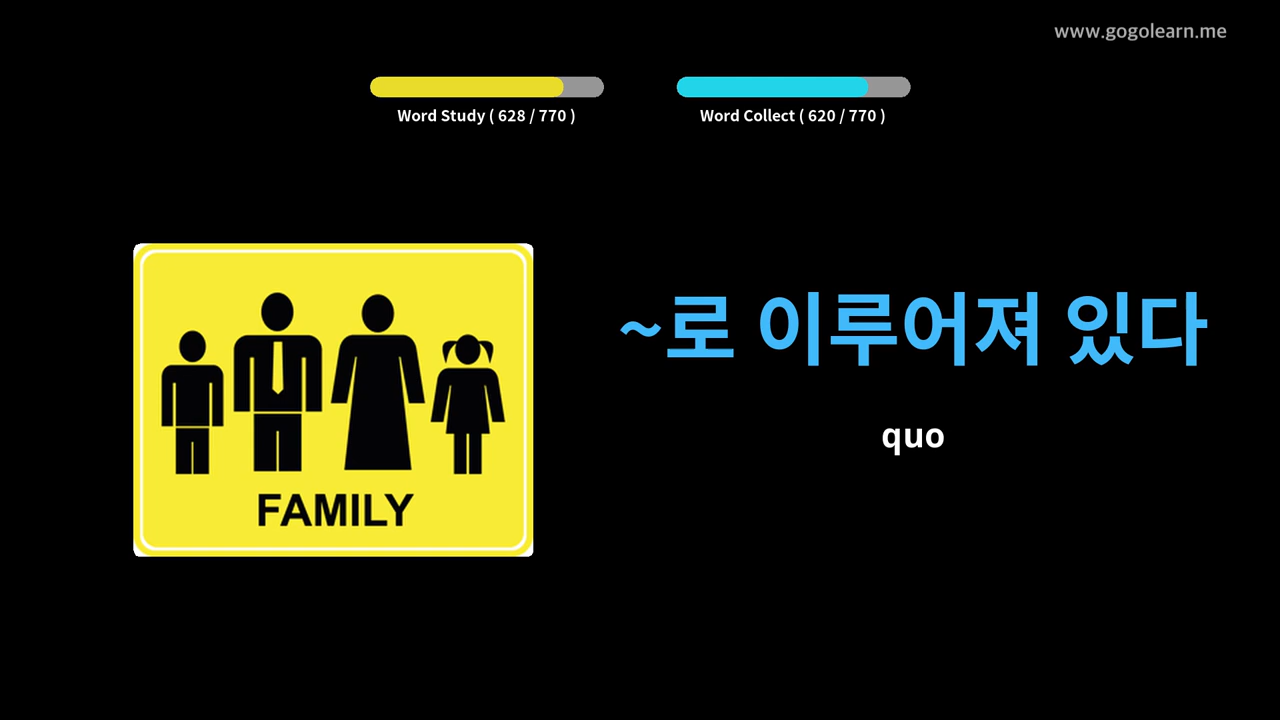 www.gogolearn.me
Word Study ( 628 / 770 )
Word Collect ( 620 / 770 )
FAMILY
~로 이루어져 있다
quo